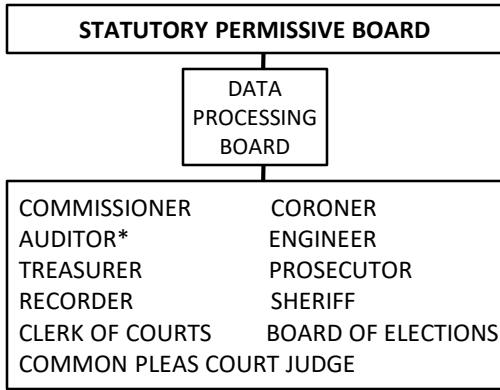 STATUTORY PERMISSIVE BOARD
DATA
PROCESSING
BOARD
COMMISSIONER CORONER
AUDITOR* ENGINEER
TREASURER PROSECUTOR
RECORDER SHERIFF
CLERK OF COURTS BOARD OF ELECTIONS
COMMON PLEAS COURT JUDGE